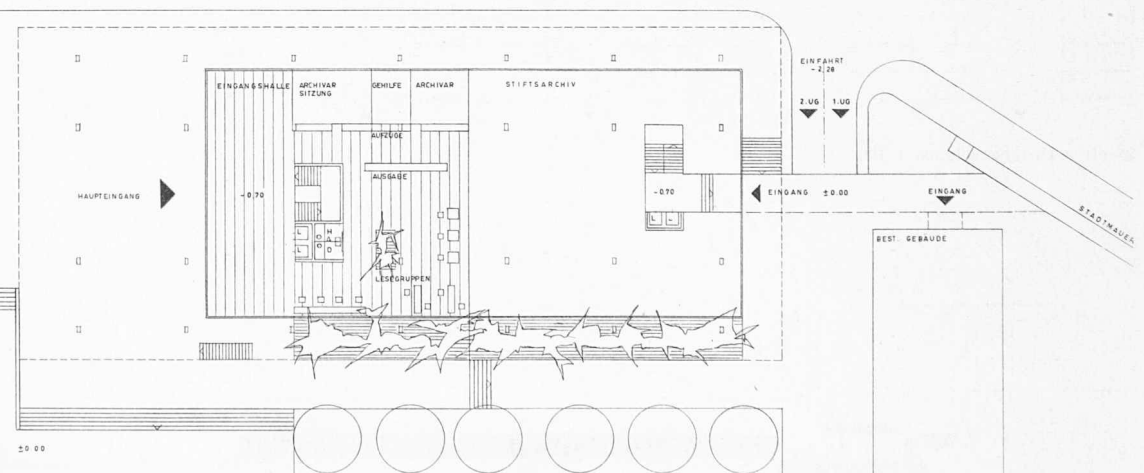 EINFAHRT
-2,28
2.UG 1.UG
EINGANGSHALLE
ARCHIVAR
SITZUNG
GEHILFE
ARCHIVAR
STIFTSARCHIV
AUFZÜGE
AUSGABE
HAUPTEINGANG
-0,70
-0.70
EINGANG ±0.00
EINGANG
STADTMAUER
L
L
H
A
D
L L
BEST. GEBÄUDE
LESEGRUPPEN
±0.00